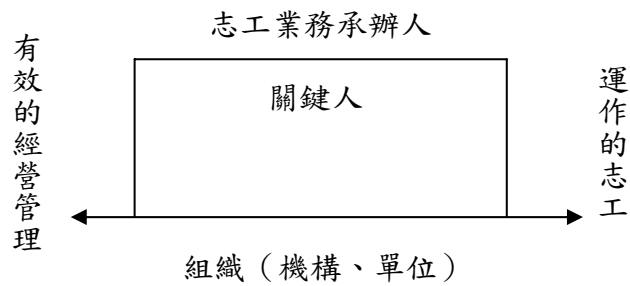 志工業務承辦人
有效的經營管理
關鍵人
運作的志工
組織（機構、單位）